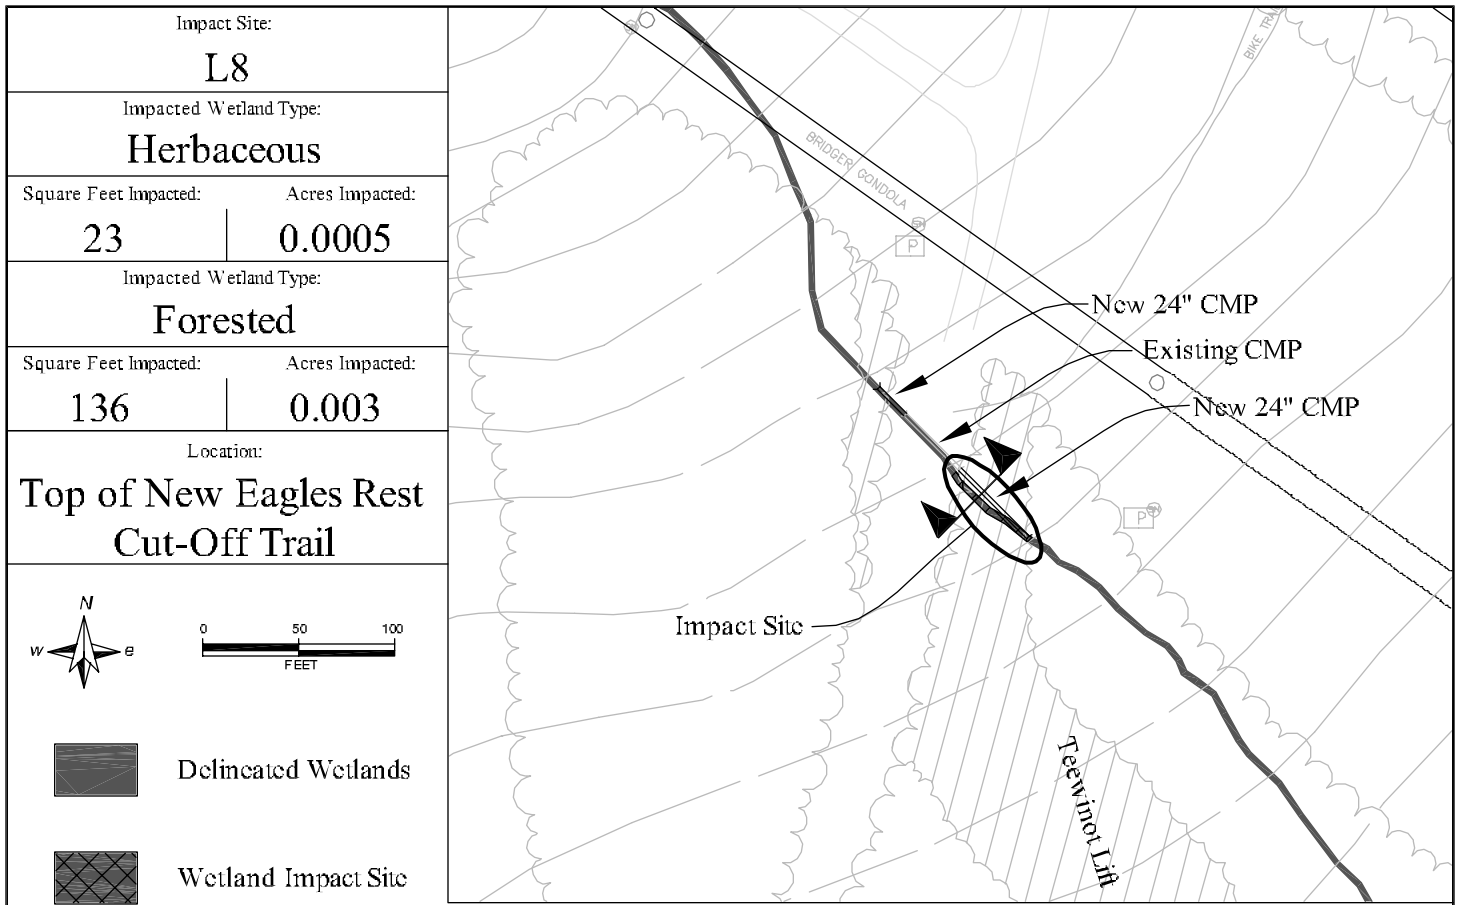 Impact Site:
L8
Impacted Wetland Type:
Herbaceous
Square Feet Impacted: Acres Impacted:
23 0.0005
Impacted Wetland Type:
Forested
Square Feet Impacted: Acres Impacted:
136 0.003
Location:
Top of New Eagles Rest
Cut-Off Trail
N
w e
0 50 100
FEET
Delineated Wetlands
Wetland Impact Site
BIKE
BRIDGER GONDOLA
P
New 24" CMP
Existing CMP
New 24" CMP
P
Impact Site
Teewinot Lift